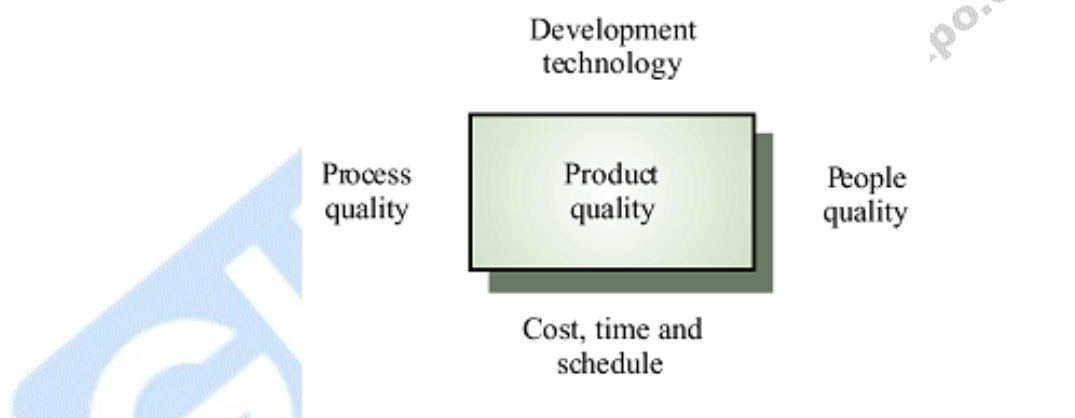 Development
technology
Process
quality
Product
quality
People
quality
Cost, time and
schedule